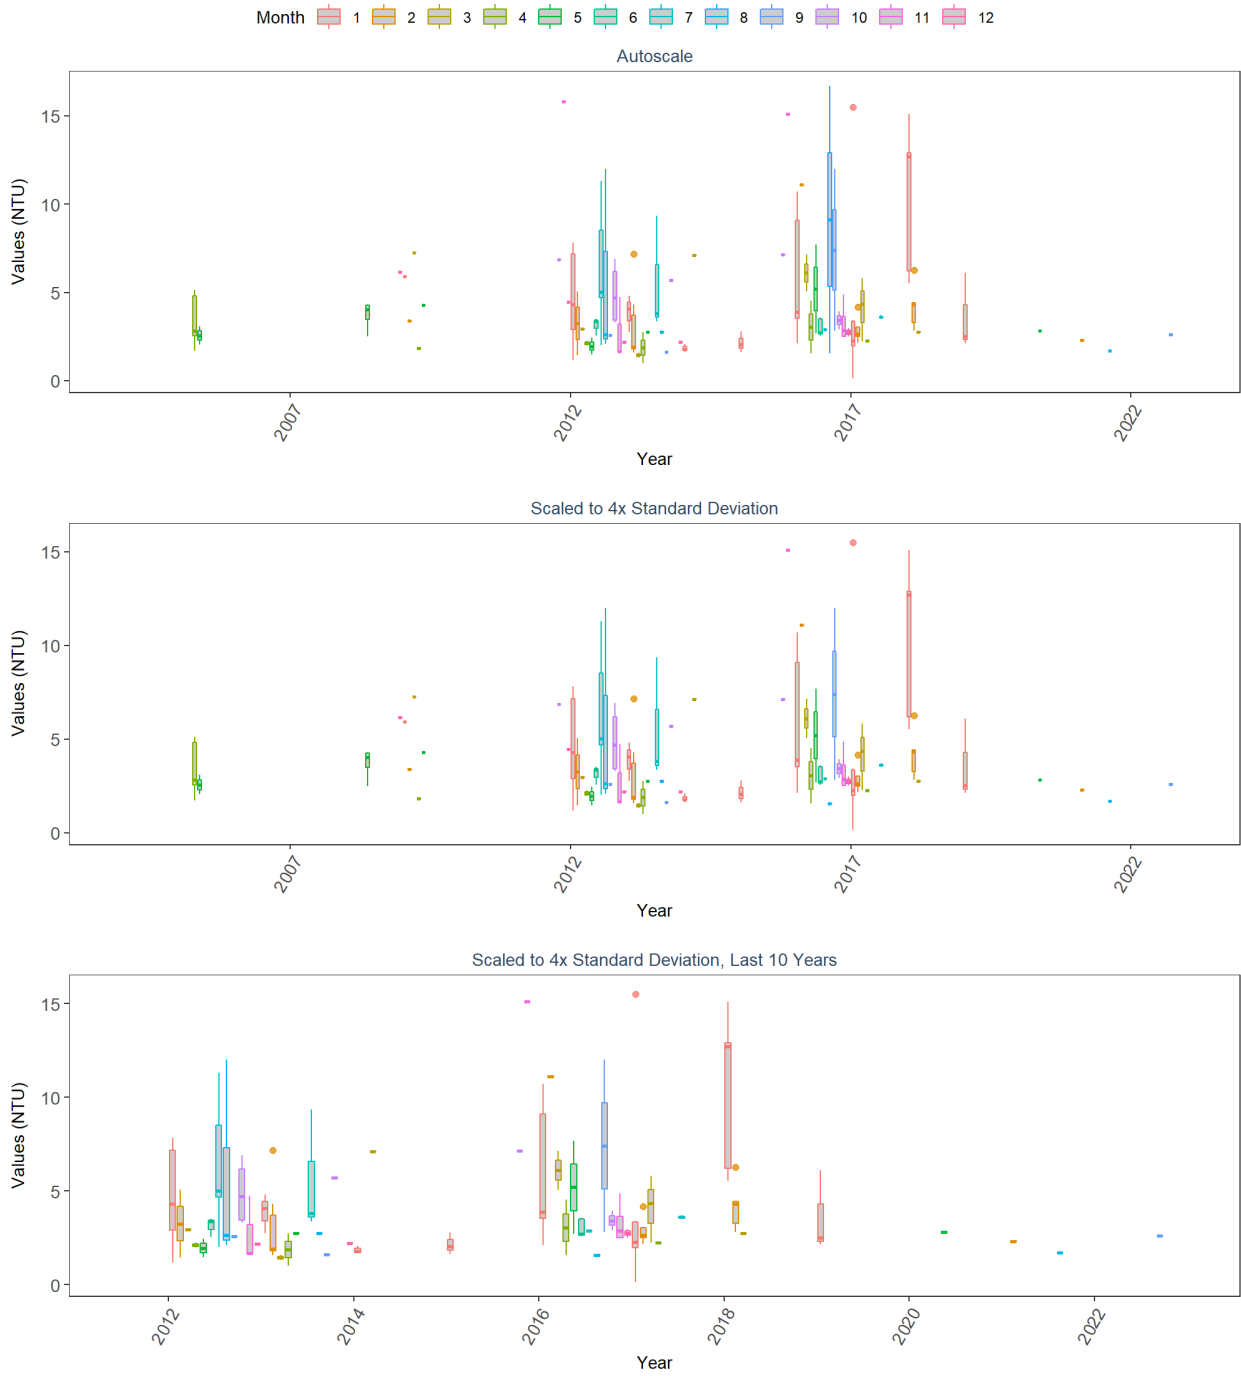 Month 1 2 3 4 5 6 7 8 9 10 11 12
Autoscale
15
10
5
0
Values (NTU)
2007 2012 2017 2022
Year
Scaled to 4x Standard Deviation
15
10
5
0
Values (NTU)
2007 2012 2017 2022
Year
Scaled to 4x Standard Deviation, Last 10 Years
15
10
5
0
Values (NTU)
2012 2014 2016 2018 2020 2022
Year